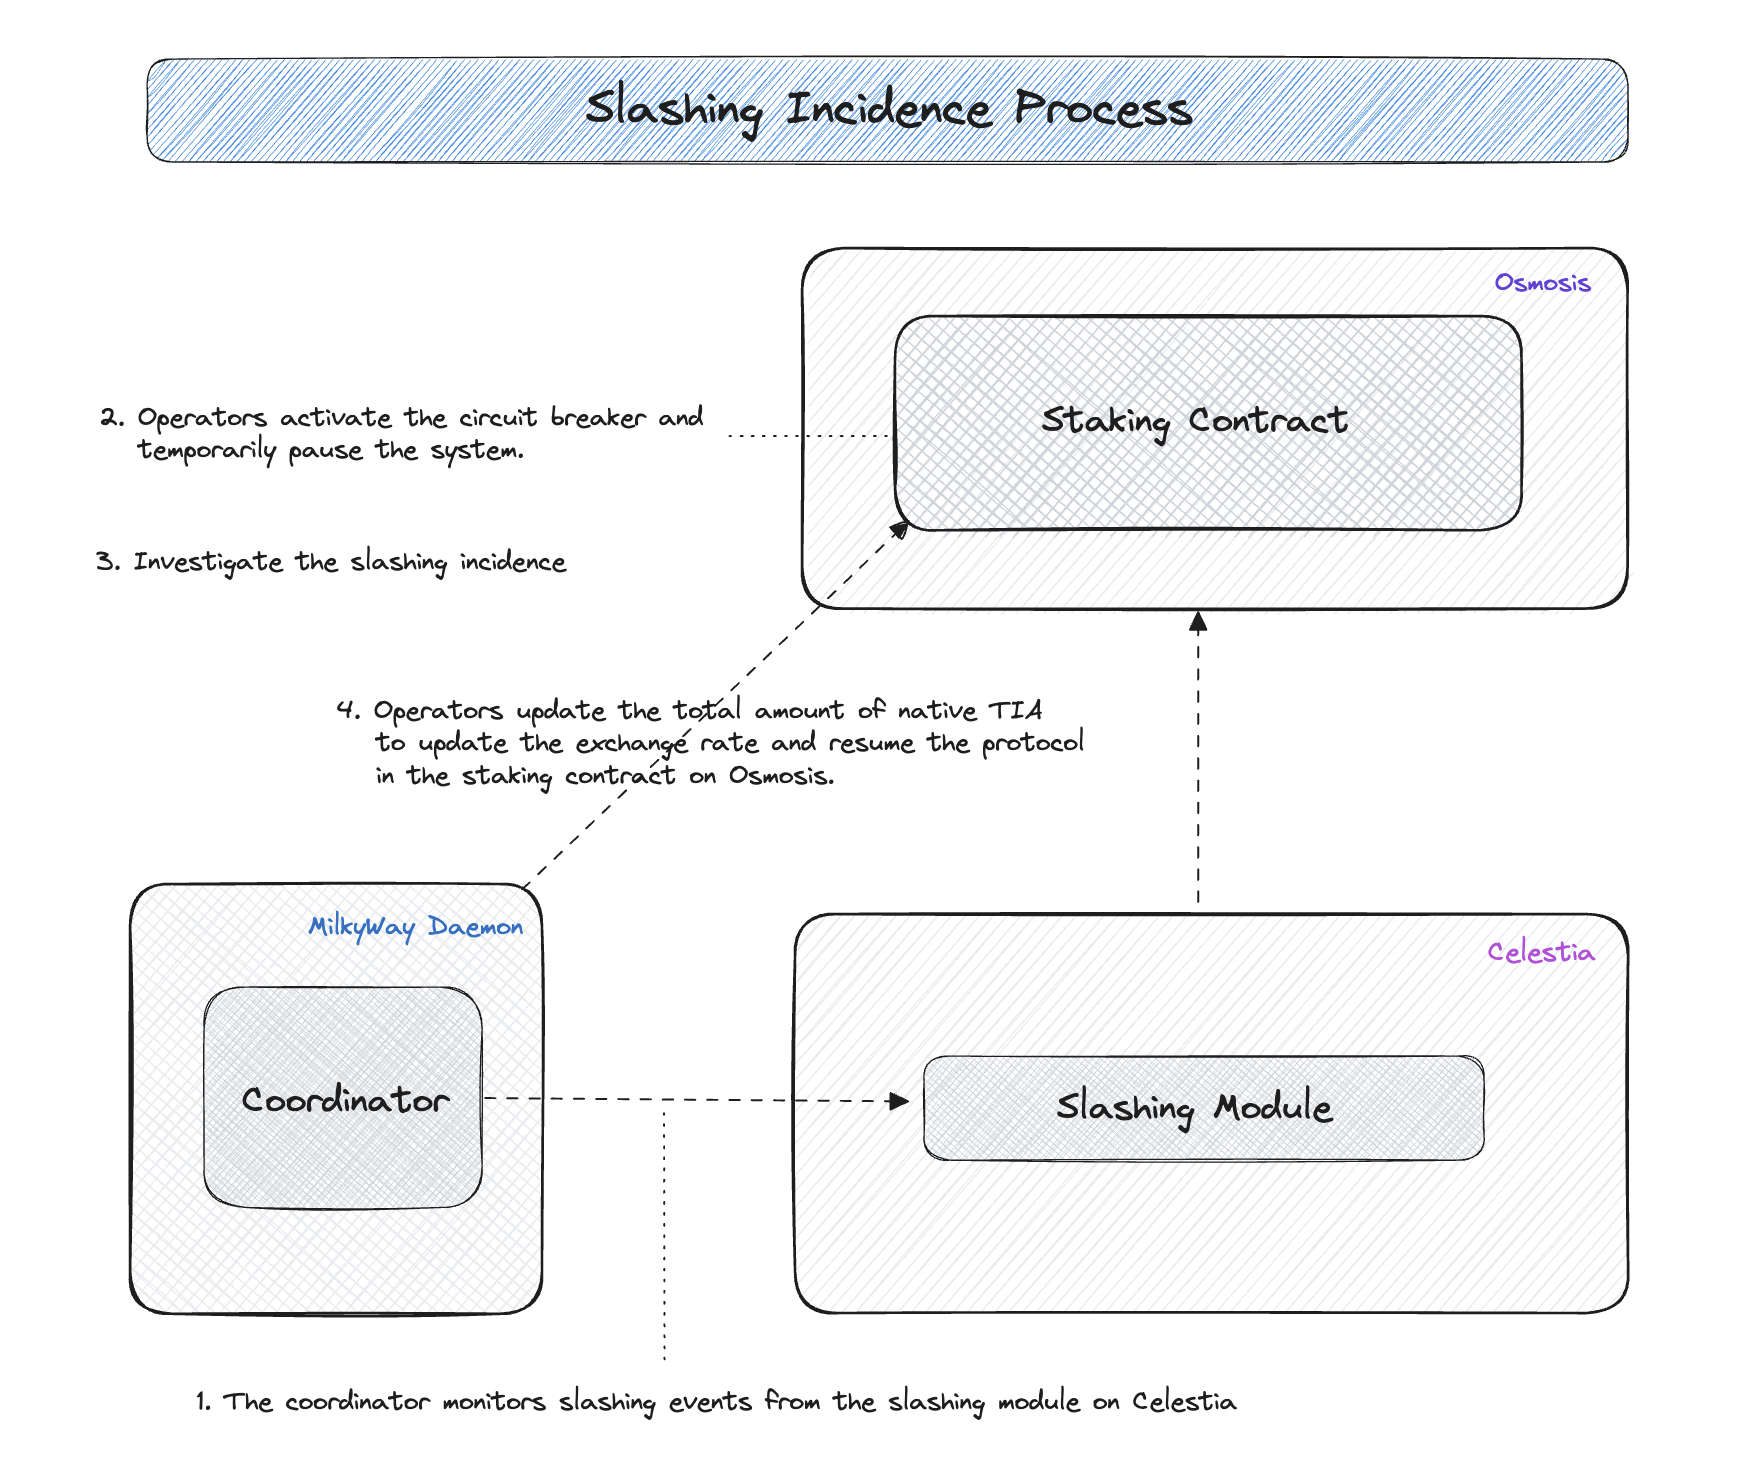 Slashing Incidence Process
Osmosis
Staking Contract
2. Operators activate the circuit breaker and
temporarily pause the system.
3. Investigate the slashing incidence
4. Operators update the total amount of native TIA
to update the exchange rate and resume the protocol
in the staking contract on Osmosis.
MilkyWay Daemon
Coordinator
Celestia
Slashing Module
1. The coordinator monitors slashing events from the slashing module on Celestia